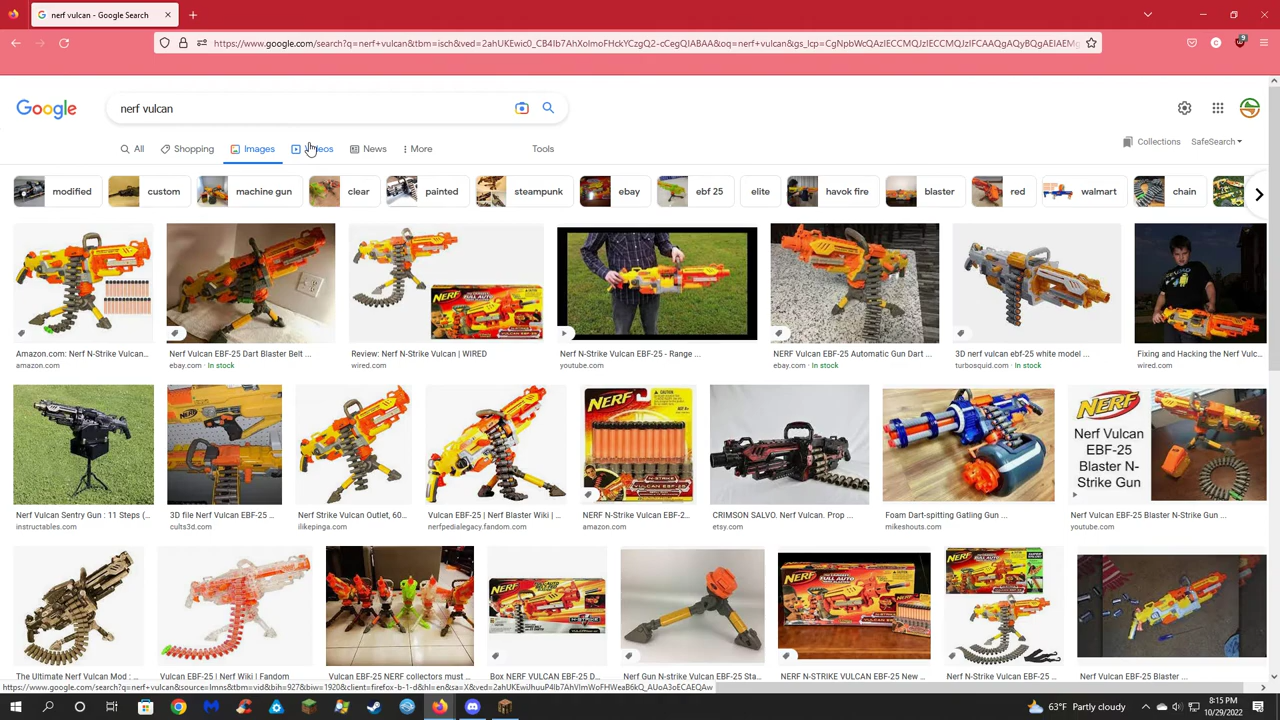 nerf vulcan - Google Search
https://www.google.com/search?q=nerf+vulcan&tbm=isch&ved=2ahUKEwic0_CB4Ib7AhXoImoFHckYCzgQ2-cCegQIABAA&oq=nerf+vulcan&gs_lcp=CgNpbWcQAzIECCMQJzIECCMQJzIFCAAQgAQyBQgAEIAEMg
9
Google
nerf vulcan
All
Shopping
Images
Videos
News
More
Tools
Collections
SafeSearch
modified
custom
machine gun
clear
painted
steampunk
ebay
ebf 25
elite
havok fire
blaster
red
walmart
chain
Amazon.com: Nerf N-Strike Vulcan...
amazon.com
Nerf Vulcan EBF-25 Dart Blaster Belt ...
ebay.com · In stock
Review: Nerf N-Strike Vulcan | WIRED
wired.com
Nerf N-Strike Vulcan EBF-25 - Range ...
youtube.com
NERF Vulcan EBF-25 Automatic Gun Dart ...
ebay.com · In stock
3D nerf vulcan ebf-25 white model ...
turbosquid.com · In stock
Fixing and Hacking the Nerf Vulc...
wired.com
NERF
NERF
Nerf Vulcan
EBF-25
Blaster N-
Strike Gun
Nerf Vulcan Sentry Gun : 11 Steps (...
instructables.com
3D file Nerf Vulcan EBF-25 ...
cults3d.com
Nerf Strike Vulcan Outlet, 60...
ilikepinga.com
Vulcan EBF-25 | Nerf Blaster Wiki | ...
nerfpedialegacy.fandom.com
NERF N-Strike Vulcan EBF-2...
amazon.com
CRIMSON SALVO. Nerf Vulcan. Prop ...
etsy.com
Foam Dart-spitting Gatling Gun ...
mikeshouts.com
Nerf Vulcan EBF-25 Blaster N-Strike Gun ...
youtube.com
NERF
NERF
The Ultimate Nerf Vulcan Mod : ...
Vulcan EBF-25 | Nerf Wiki | Fandom
Vulcan EBF-25 NERF collectors must ...
Box NERF VULCAN EBF-25 D...
Nerf Gun N-strike Vulcan EBF-25 Sta...
NERF N-STRIKE VULCAN EBF-25 New ...
Nerf N-Strike Vulcan EBF-25 ...
Nerf Vulcan EBF-25 Blaster ...
63°F Partly cloudy
8:15 PM
10/29/2022